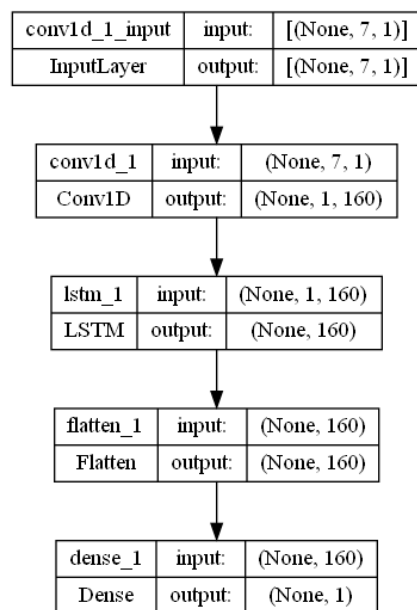 conv1d_1_input input: [(None, 7, 1)]
InputLayer output: [(None, 7, 1)]
conv1d_1 input: (None, 7, 1)
Conv1D output: (None, 1, 160)
lstm_1 input: (None, 1, 160)
LSTM output: (None, 160)
flatten_1 input: (None, 160)
Flatten output: (None, 160)
dense_1 input: (None, 160)
Dense output: (None, 1)